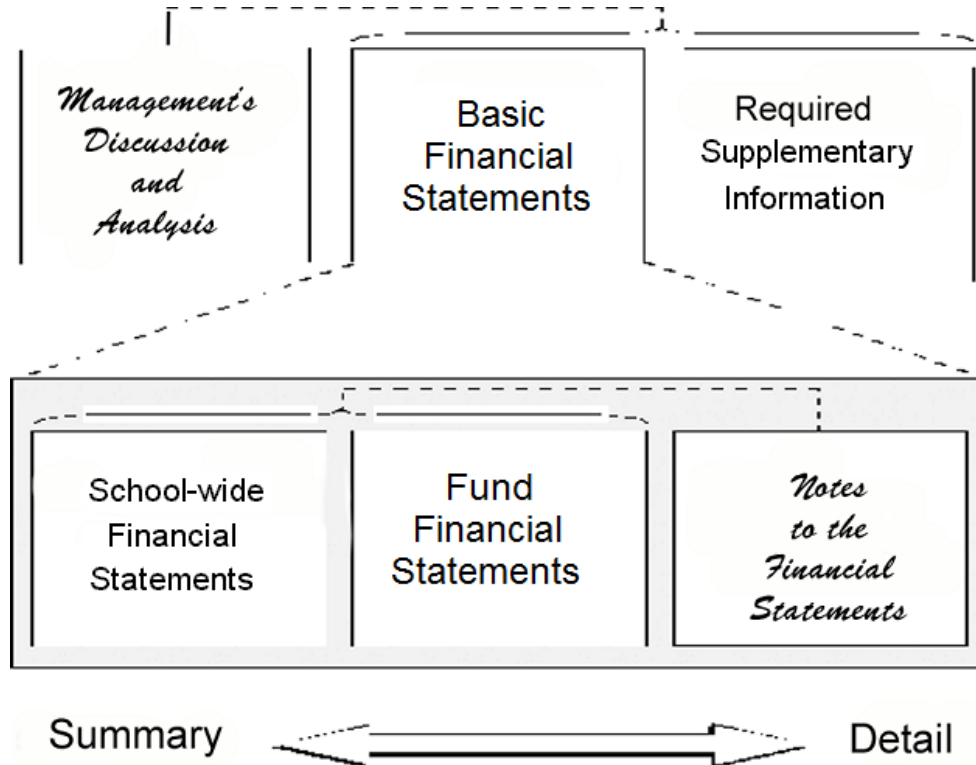 Management's
Discussion
and
Analysis
Basic
Financial
Statements
Required
Supplementary
Information
School-wide
Financial
Statements
Fund
Financial
Statements
Notes
to the
Financial
Statements
Summary
Detail